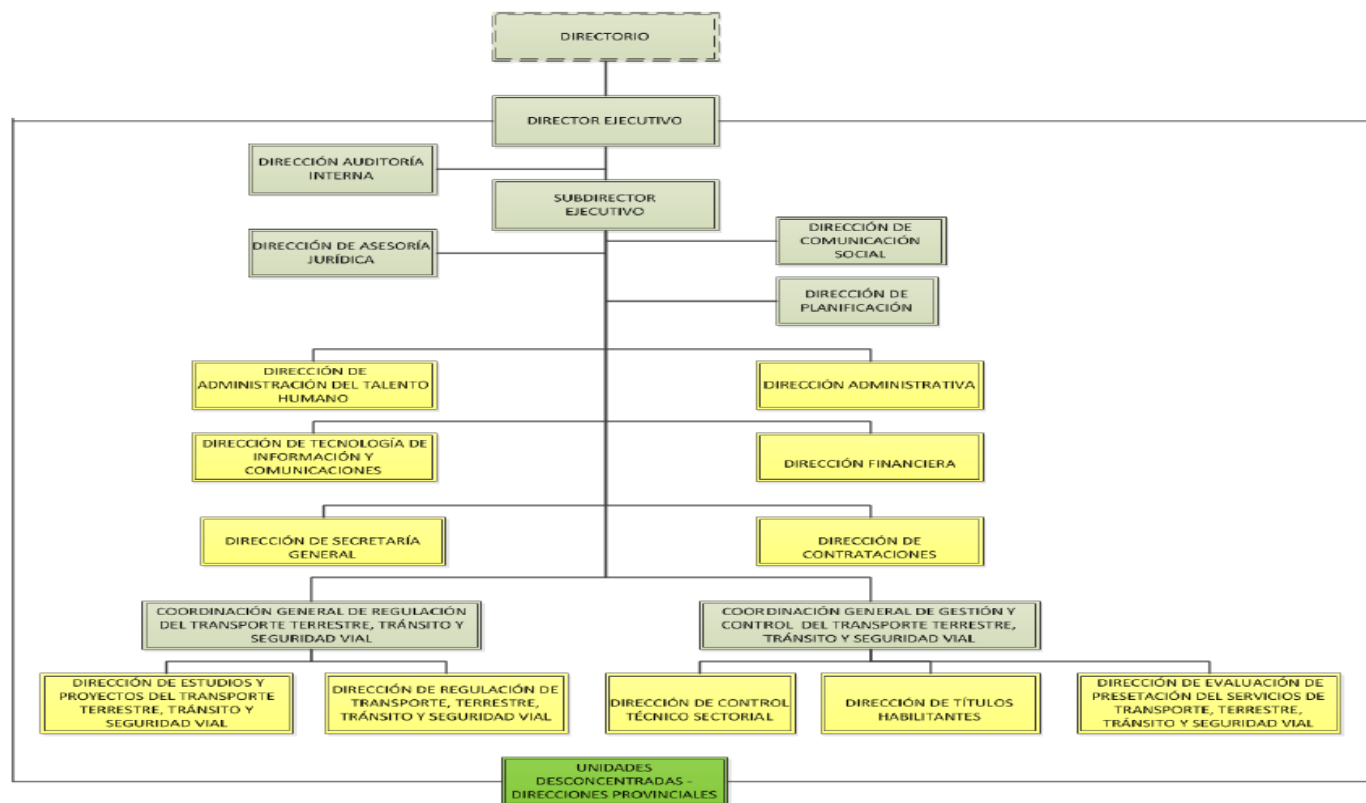 DIRECTORIO
DIRECTOR EJECUTIVO
DIRECCIÓN AUDITORÍA
INTERNA
SUBDIRECTOR
EJECUTIVO
DIRECCIÓN DE ASESORÍA
JURÍDICA
DIRECCIÓN DE
COMUNICACIÓN
SOCIAL
DIRECCIÓN DE
PLANIFICACIÓN
DIRECCIÓN DE
ADMINISTRACIÓN DEL TALENTO
HUMANO
DIRECCIÓN ADMINISTRATIVA
DIRECCIÓN DE TECNOLOGÍA DE
INFORMACIÓN Y
COMUNICACIONES
DIRECCIÓN FINANCIERA
DIRECCIÓN DE SECRETARÍA
GENERAL
DIRECCIÓN DE
CONTRATACIONES
COORDINACIÓN GENERAL DE REGULACIÓN
DEL TRANSPORTE TERRESTRE, TRÁNSITO Y
SEGURIDAD VIAL
COORDINACIÓN GENERAL DE GESTIÓN Y
CONTROL DEL TRANSPORTE TERRESTRE,
TRÁNSITO Y SEGURIDAD VIAL
DIRECCIÓN DE ESTUDIOS Y
PROYECTOS DEL TRANSPORTE
TERRESTRE, TRÁNSITO Y
SEGURIDAD VIAL
DIRECCIÓN DE REGULACIÓN DE
TRANSPORTE, TERRESTRE,
TRÁNSITO Y SEGURIDAD VIAL
DIRECCIÓN DE CONTROL
TÉCNICO SECTORIAL
DIRECCIÓN DE TÍTULOS
HABILITANTES
DIRECCIÓN DE EVALUACIÓN DE
PRESETACIÓN DEL SERVICIOS DE
TRANSPORTE, TERRESTRE,
TRÁNSITO Y SEGURIDAD VIAL
UNIDADES
DESCONCENTRADAS -
DIRECCIONES PROVINCIALES